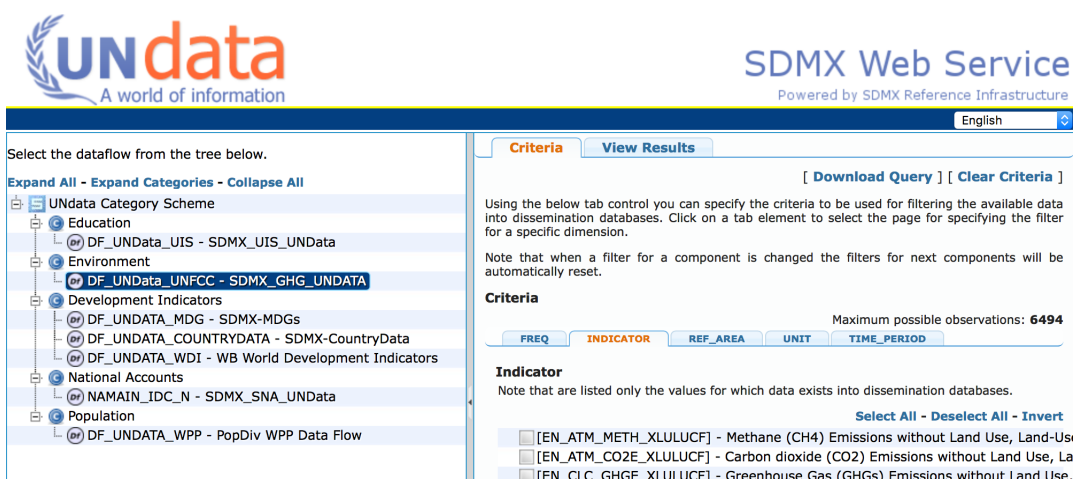 UNdata
A world of information
SDMX Web Service
Powered by SDMX Reference Infrastructure
English
Select the dataflow from the tree below.
Expand All - Expand Categories - Collapse All
UNdata Category Scheme
Education
DF_UNData_UIS - SDMX_UIS_UNData
Environment
DF_UNData_UNFCC - SDMX_GHG_UNDATA
Development Indicators
DF_UNDATA_MDG - SDMX-MDGs
DF_UNDATA_COUNTRYDATA - SDMX-CountryData
DF_UNDATA_WDI - WB World Development Indicators
National Accounts
NAMAIN_IDC_N - SDMX_SNA_UNData
Population
DF_UNDATA_WPP - PopDiv WPP Data Flow
Criteria View Results
[ Download Query ] [ Clear Criteria ]
Using the below tab control you can specify the criteria to be used for filtering the available data
into dissemination databases. Click on a tab element to select the page for specifying the filter
for a specific dimension.
Note that when a filter for a component is changed the filters for next components will be
automatically reset.
Criteria
Maximum possible observations: 6494
FREQ INDICATOR REF_AREA UNIT TIME_PERIOD
Indicator
Note that are listed only the values for which data exists into dissemination databases.
Select All - Deselect All - Invert
[EN_ATM_METH_XLULUCF] - Methane (CH4) Emissions without Land Use, Land-Us
[EN_ATM_CO2E_XLULUCF] - Carbon dioxide (CO2) Emissions without Land Use, La
[EN_CLC_GHGE_XLULUCF] - Greenhouse Gas (GHGs) Emissions without Land Use,